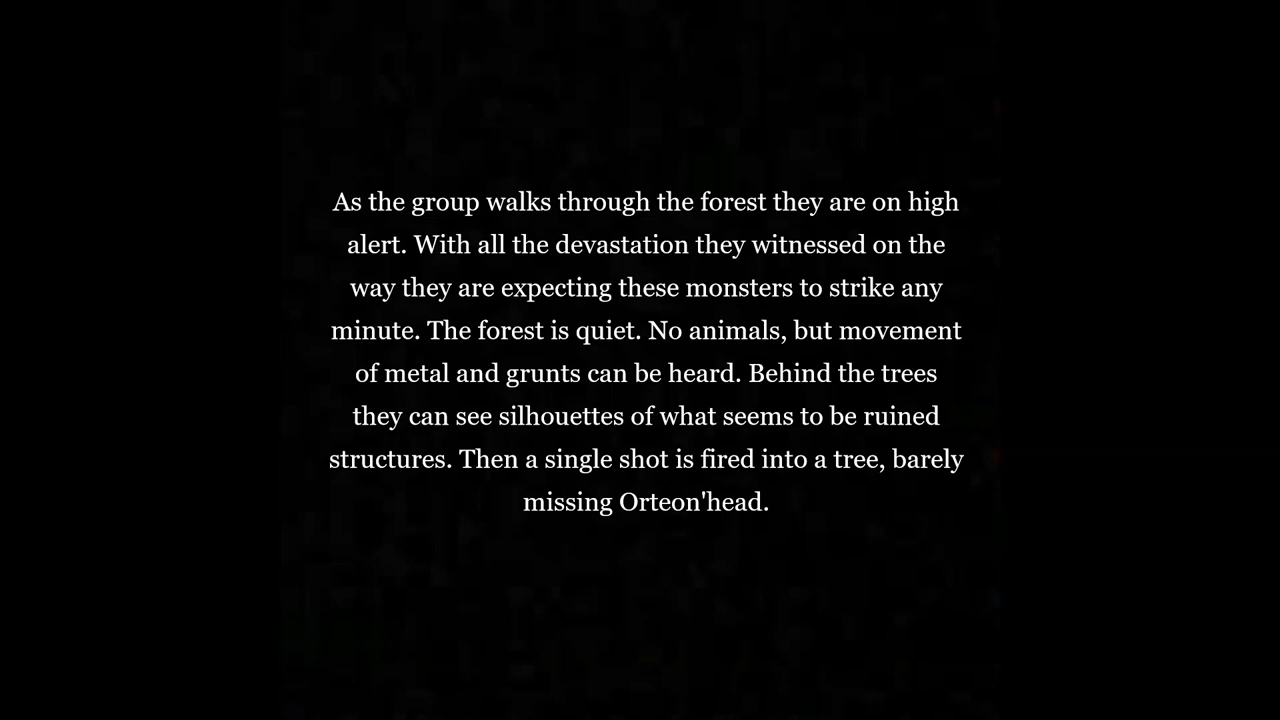 As the group walks through the forest they are on high
alert. With all the devastation they witnessed on the
way they are expecting these monsters to strike any
minute. The forest is quiet. No animals, but movement
of metal and grunts can be heard. Behind the trees
they can see silhouettes of what seems to be ruined
structures. Then a single shot is fired into a tree, barely
missing Orteon'head.